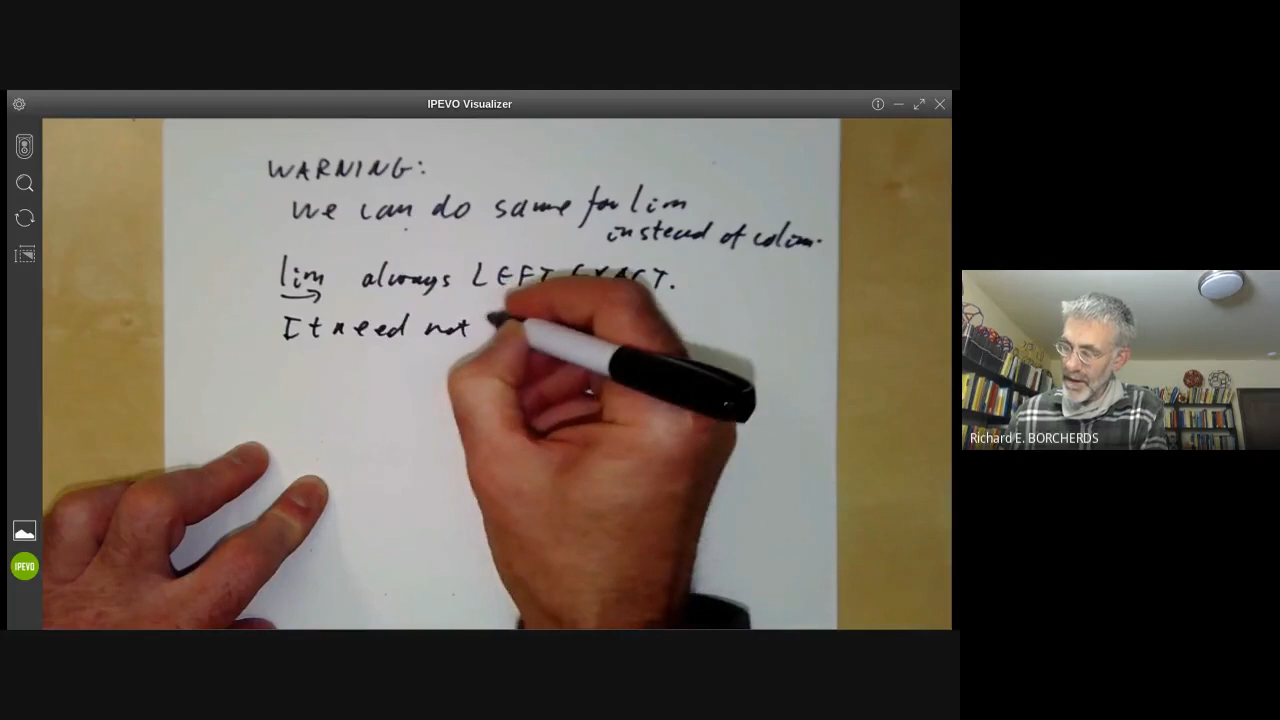 IPEVO Visualizer
WARNING:
We can do same for lim
instead of colim.
lim always LEFT EXACT.
It need not
IPEVO
Richard E. BORCHERDS